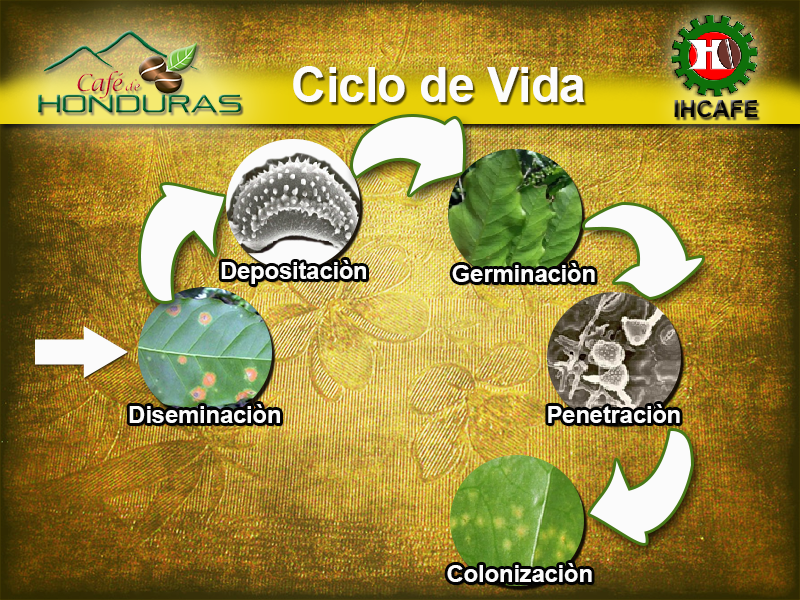 Café de
HONDURAS
Ciclo de Vida
H
IHCAFE
Depositaciòn
Germinaciòn
Diseminaciòn
Penetraciòn
Colonizaciòn